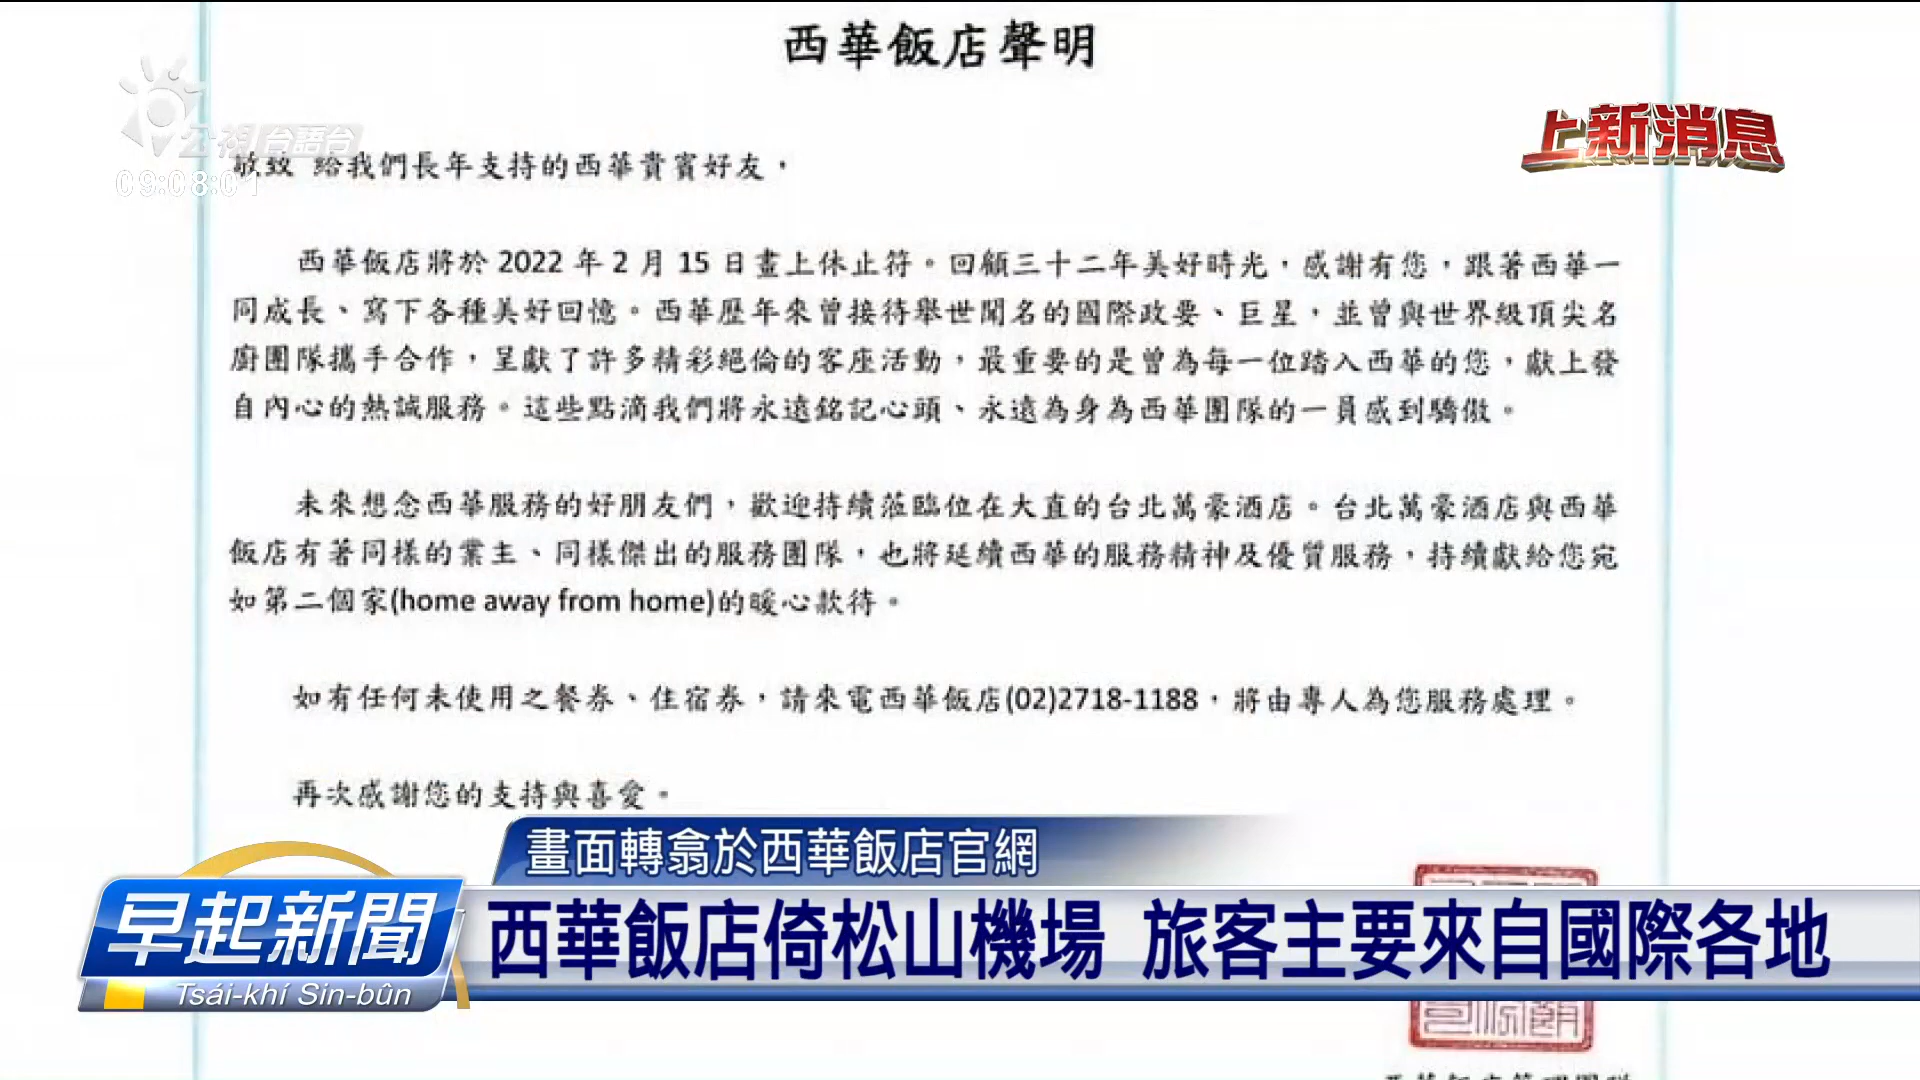 西華飯店聲明
公視台語台
上新消息
敬致 給我們長年支持的西華貴賓好友，
09:08:01
西華飯店將於 2022 年 2 月 15 日畫上休止符。回顧三十二年美好時光，感謝有您，跟著西華一
同成長、寫下各種美好回憶。西華歷年來曾接待舉世聞名的國際政要、巨星，並曾與世界級頂尖名
廚團隊攜手合作，呈獻了許多精彩絕倫的客座活動，最重要的是曾為每一位踏入西華的您，獻上發
自內心的熱誠服務。這些點滴我們將永遠銘記心頭、永遠為身為西華團隊的一員感到驕傲。
未來想念西華服務的好朋友們，歡迎持續蒞臨位在大直的台北萬豪酒店。台北萬豪酒店與西華
飯店有著同樣的業主、同樣傑出的服務團隊，也將延續西華的服務精神及優質服務，持續獻給您宛
如第二個家(home away from home)的暖心款待。
如有任何未使用之餐券、住宿券，請來電西華飯店(02)2718-1188，將由專人為您服務處理。
再次感謝您的支持與喜愛。
畫面轉翕於西華飯店官網
早起新聞
西華飯店倚松山機場 旅客主要來自國際各地
Tsái-khí Sin-bûn